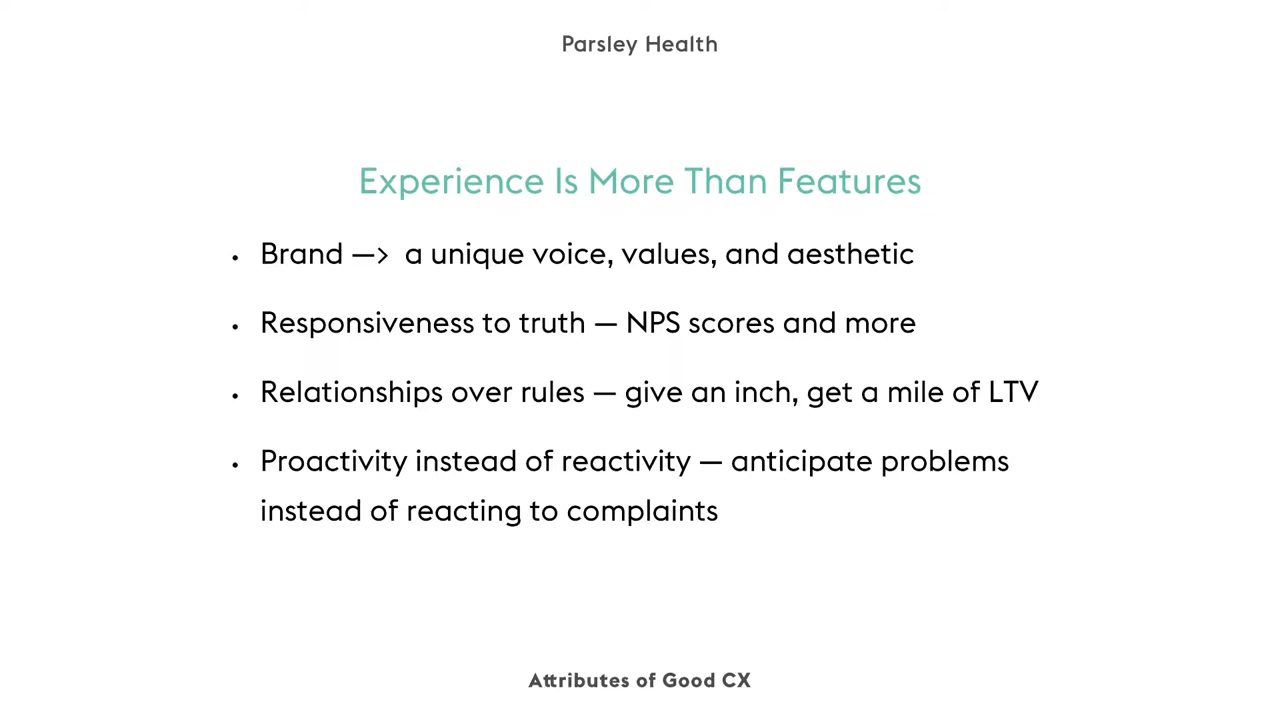 Parsley Health
Experience Is More Than Features
• Brand —>  a unique voice, values, and aesthetic
• Responsiveness to truth — NPS scores and more
• Relationships over rules — give an inch, get a mile of LTV
• Proactivity instead of reactivity — anticipate problems
instead of reacting to complaints
Attributes of Good CX